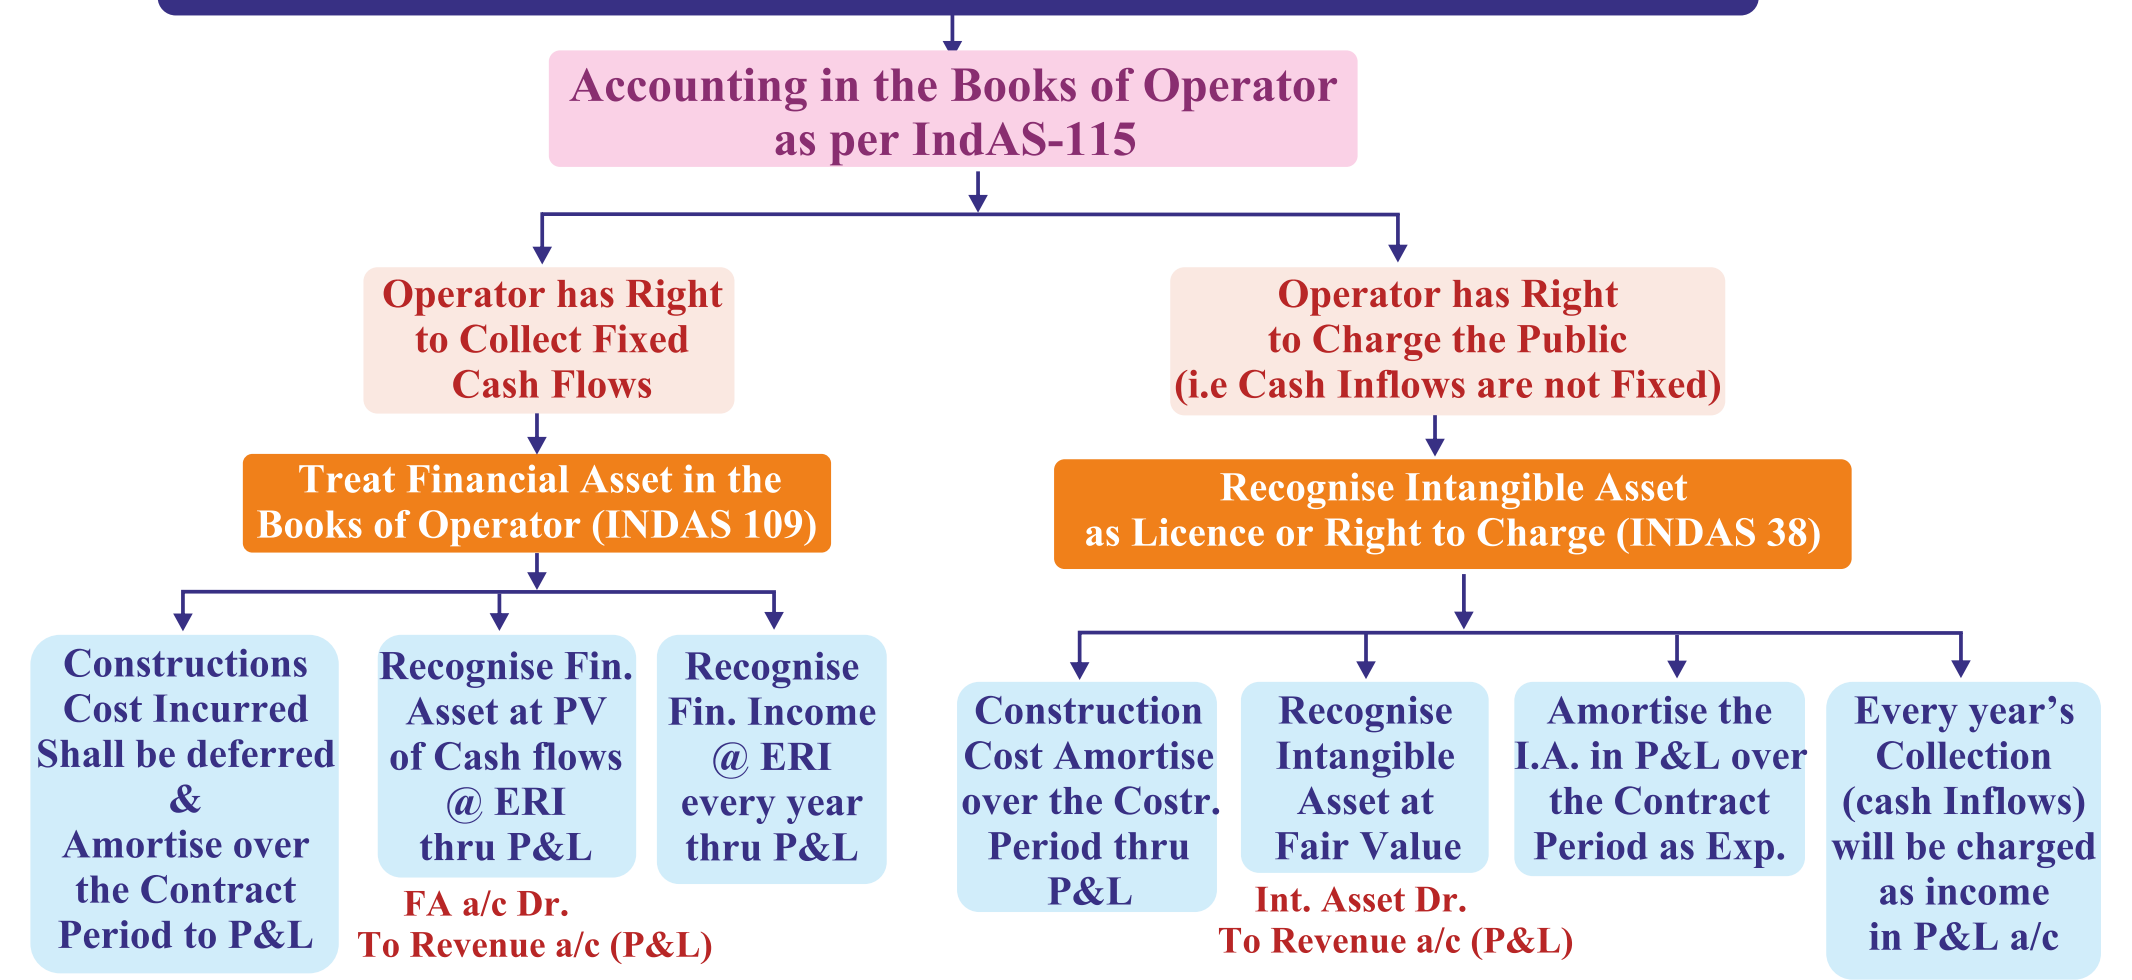 Accounting in the Books of Operator
as per IndAS-115
Operator has Right
to Collect Fixed
Cash Flows
Operator has Right
to Charge the Public
(i.e Cash Inflows are not Fixed)
Treat Financial Asset in the
Books of Operator (INDAS 109)
Recognise Intangible Asset
as Licence or Right to Charge (INDAS 38)
Constructions
Cost Incurred
Shall be deferred
&
Amortise over
the Contract
Period to P&L
Recognise Fin.
Asset at PV
of Cash flows
@ ERI
thru P&L
FA a/c Dr.
To Revenue a/c (P&L)
Recognise
Fin. Income
@ ERI
every year
thru P&L
Construction
Cost Amortise
over the Costr.
Period thru
P&L
Recognise
Intangible
Asset at
Fair Value
Int. Asset Dr.
To Revenue a/c (P&L)
Amortise the
I.A. in P&L over
the Contract
Period as Exp.
Every year’s
Collection
(cash Inflows)
will be charged
as income
in P&L a/c